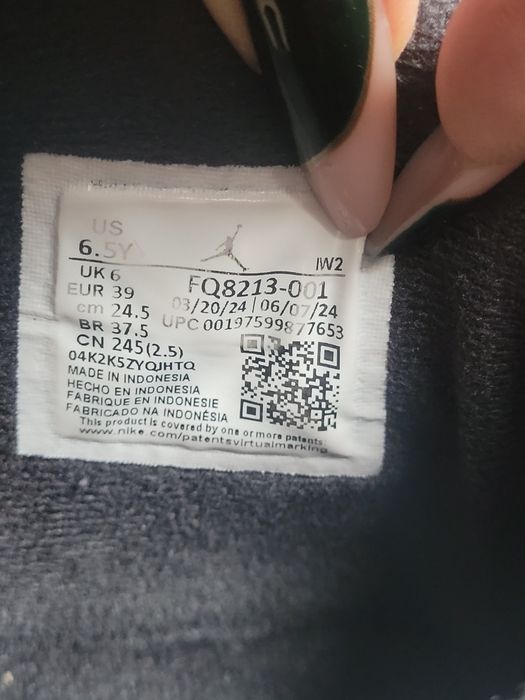 US
6.5Y
IW2
UK 6
FQ8213-001
EUR 39
03/20/24 | 06/07/24
cm 24.5
UPC 00197599877653
BR 37.5
CN 245(2.5)
04K2K5ZYQJHTQ
MADE IN INDONESIA
HECHO EN INDONESIA
FABRIQUE EN INDONESIE
FABRICADO NA INDONÉSIA
This product is covered by one or more patents
www.nike.com/patentsvirtualmarking